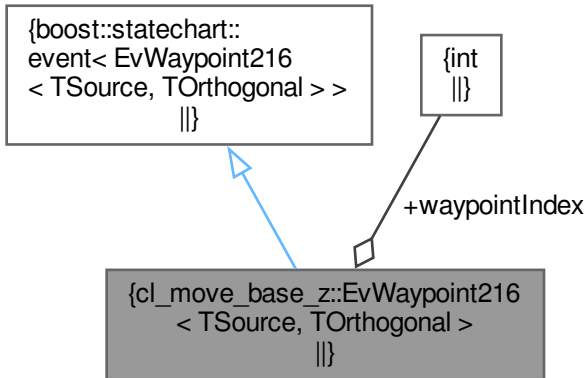 {boost::statechart::
event< EvWaypoint216
< TSource, TOrthogonal > >
||}
{int
||}
+waypointIndex
{cl_move_base_z::EvWaypoint216
< TSource, TOrthogonal >
||}